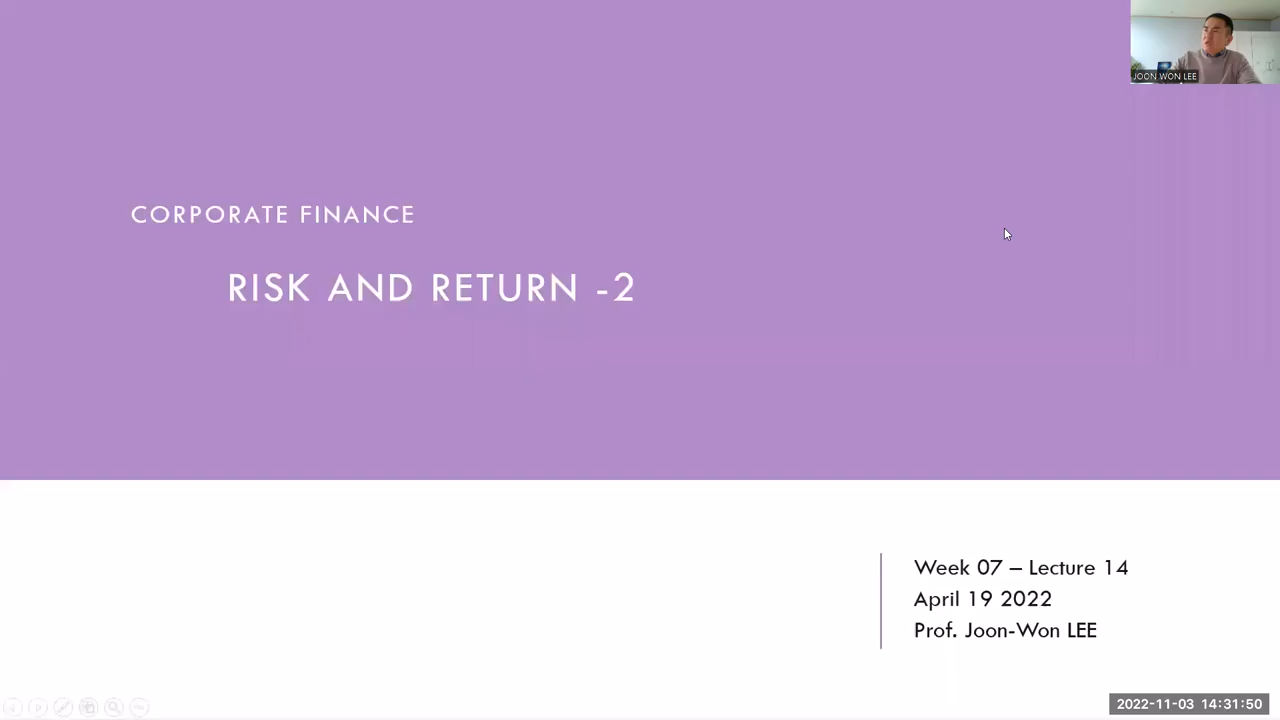 JOON WON LEE
CORPORATE FINANCE
RISK AND RETURN -2
Week 07 – Lecture 14
April 19 2022
Prof. Joon-Won LEE
2022-11-03 14:31:50